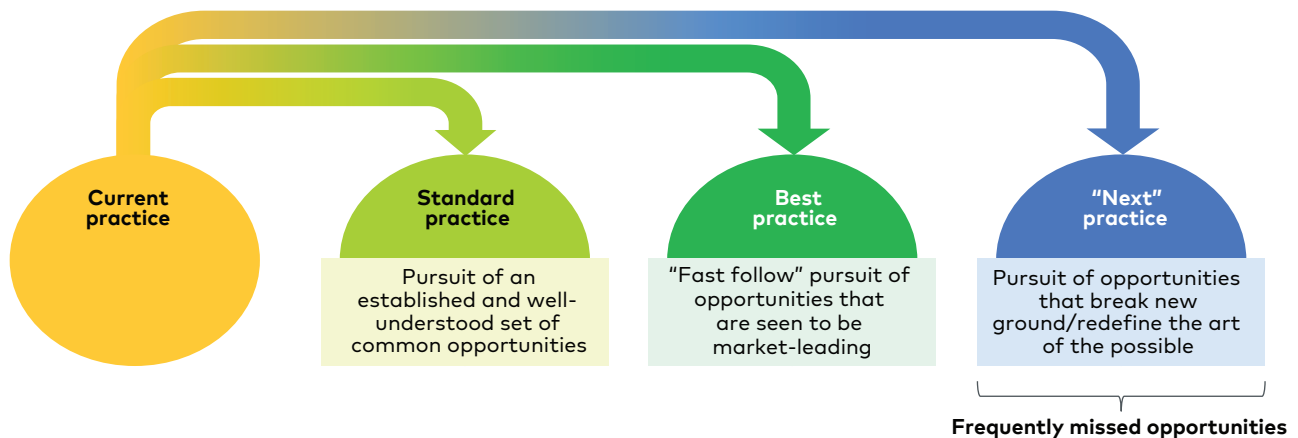 Current
practice
Standard
practice
Best
practice
“Next”
practice
Pursuit of an
established and well-
understood set of
common opportunities
“Fast follow” pursuit of
opportunities that
are seen to be
market-leading
Pursuit of opportunities
that break new
ground/redefine the art
of the possible
Frequently missed opportunities